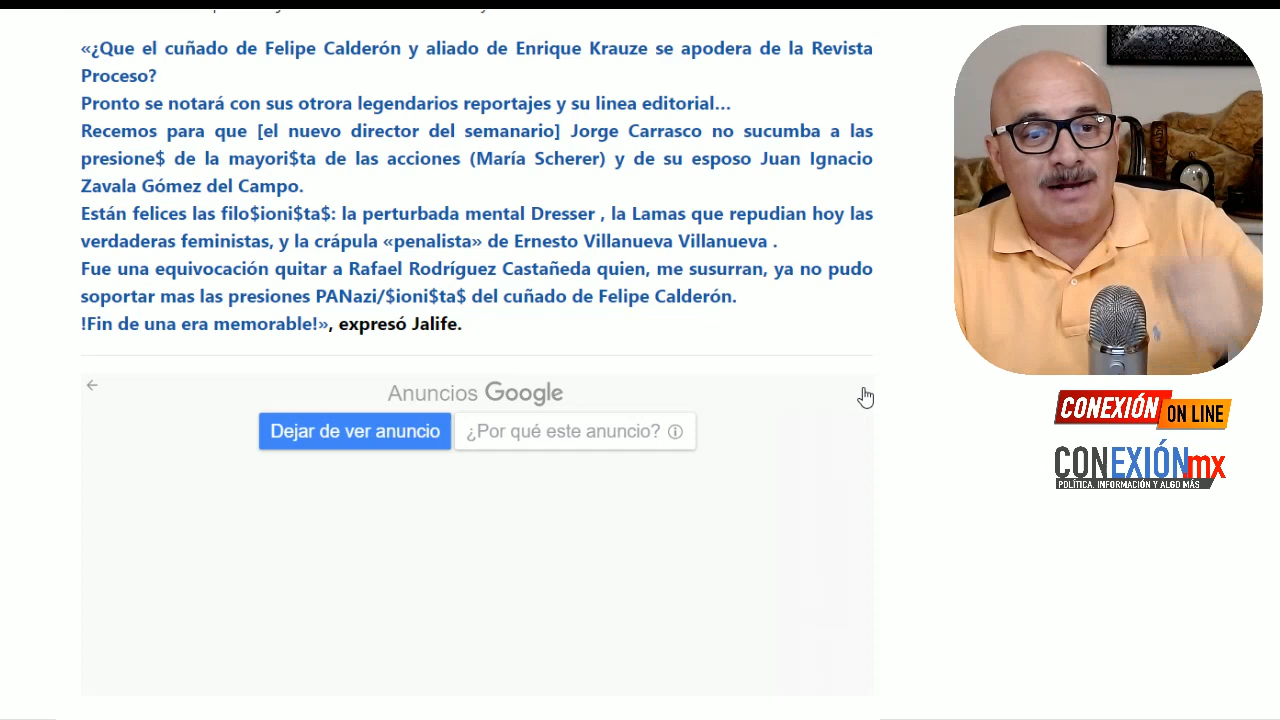 «¿Que el cuñado de Felipe Calderón y aliado de Enrique Krauze se apodera de la Revista
Proceso?
Pronto se notará con sus otrora legendarios reportajes y su linea editorial...
Recemos para que [el nuevo director del semanario] Jorge Carrasco no sucumba a las
presione$ de la mayori$ta de las acciones (María Scherer) y de su esposo Juan Ignacio
Zavala Gómez del Campo.
Están felices las filo$ioni$ta$: la perturbada mental Dresser , la Lamas que repudian hoy las
verdaderas feministas, y la crápula «penalista» de Ernesto Villanueva Villanueva .
Fue una equivocación quitar a Rafael Rodríguez Castañeda quien, me susurran, ya no pudo
soportar mas las presiones PANazi/$ioni$ta$ del cuñado de Felipe Calderón.
!Fin de una era memorable!», expresó Jalife.
Anuncios Google
Dejar de ver anuncio
¿Por qué este anuncio?
CONEXIÓN ON LINE
CONEXIÓNmx
POLÍTICA, INFORMACIÓN Y ALGO MÁS